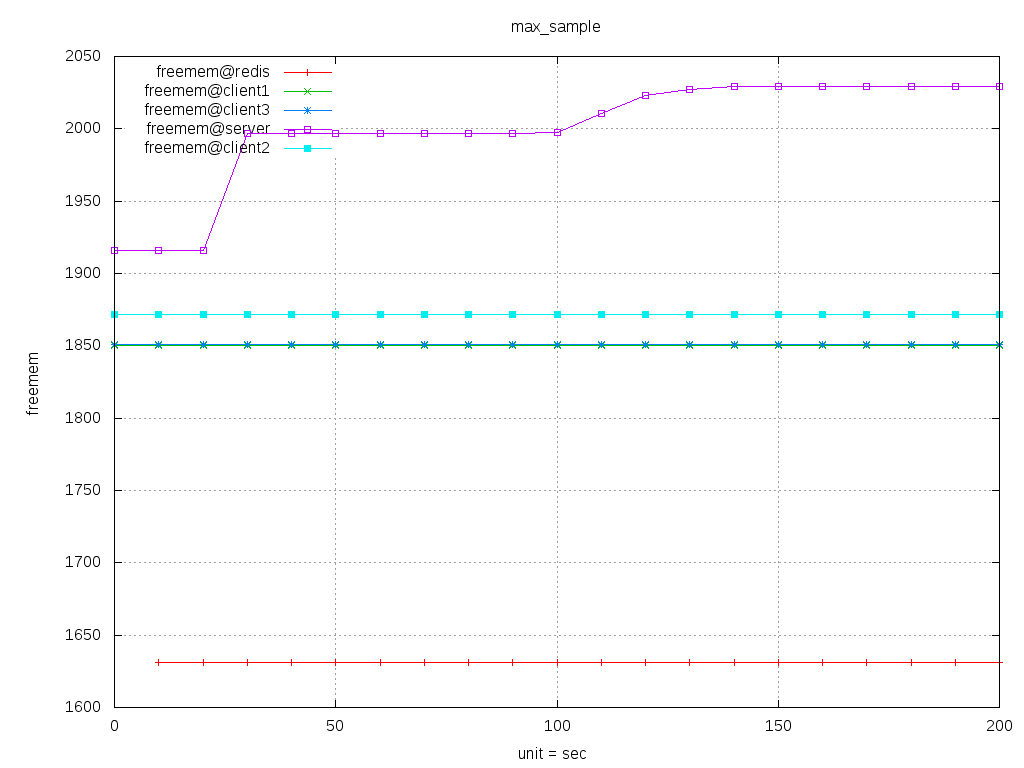 max_sample
2050
2000
1950
1900
1850
1800
1750
1700
1650
1600
freemem
freemem@redis
freemem@client1
freemem@client3
freemem@server
freemem@client2
0 50 100 150 200
unit = sec